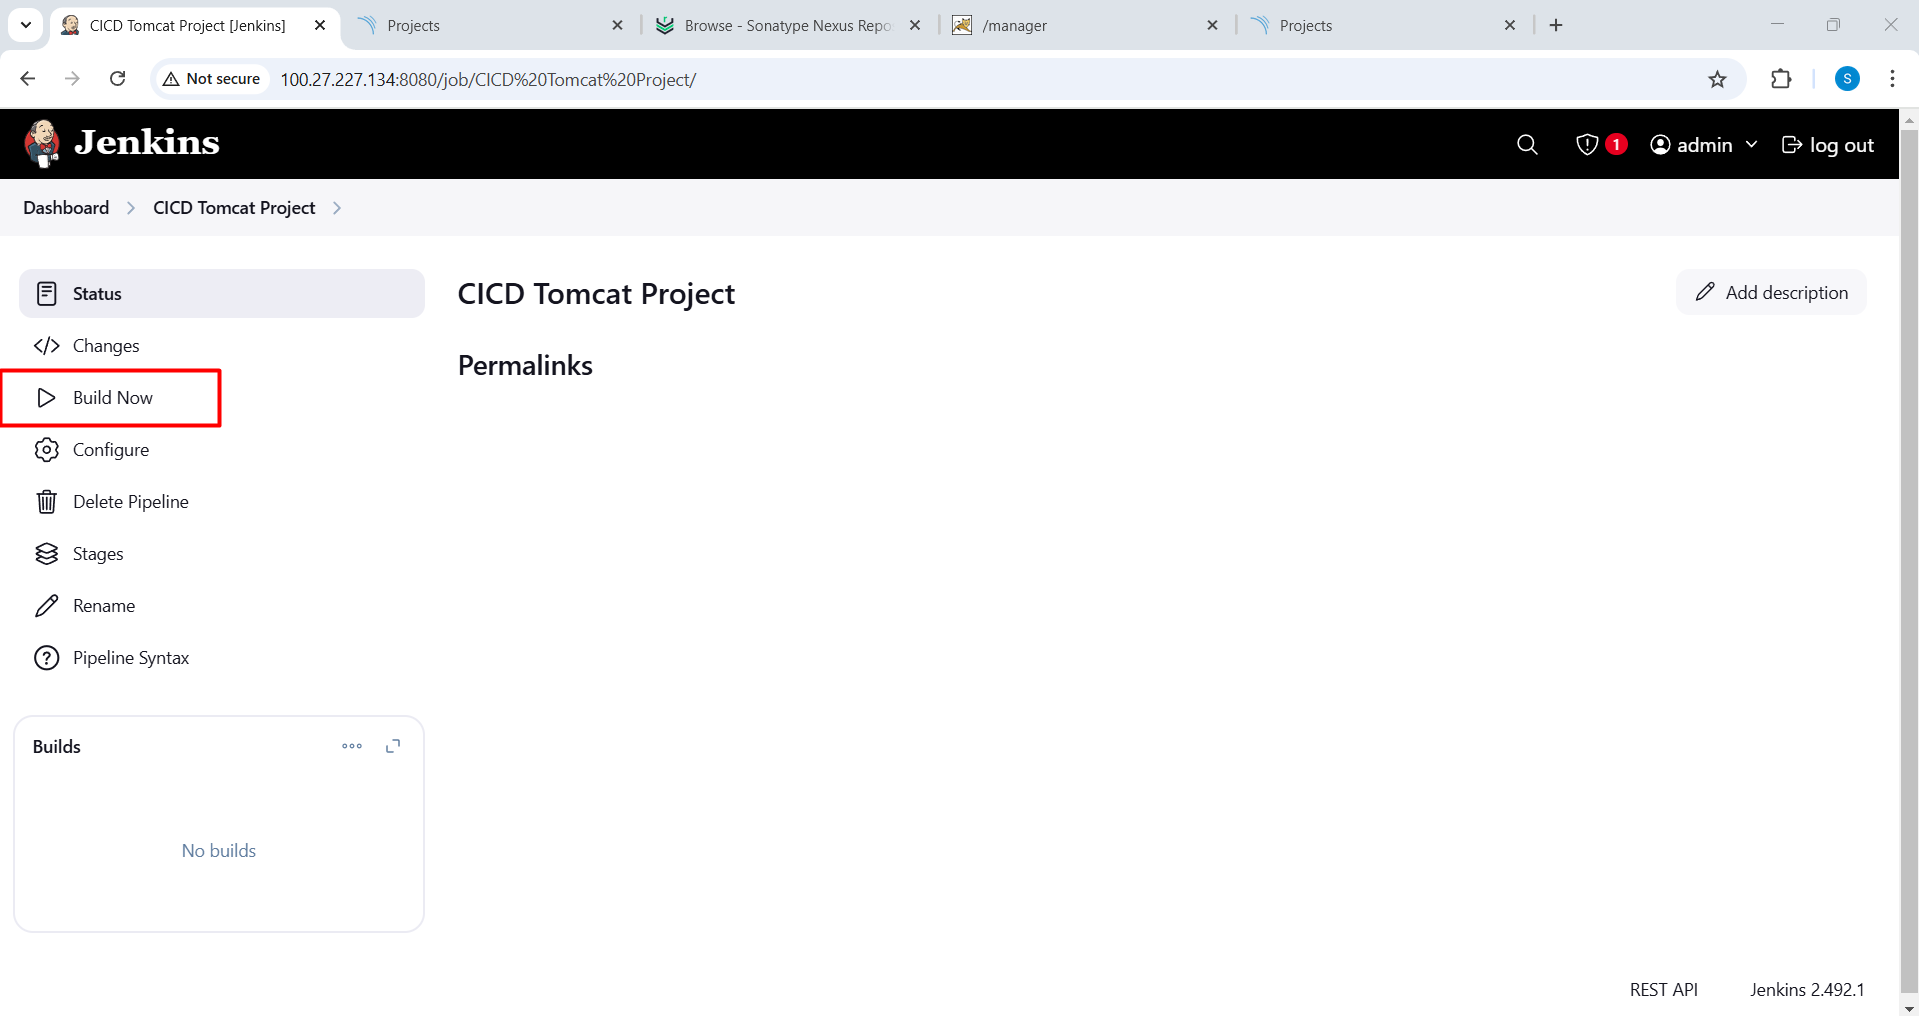 CICD Tomcat Project [Jenkins]
Projects
Browse - Sonatype Nexus Repo
/manager
Projects
Not secure
100.27.227.134:8080/job/CICD%20Tomcat%20Project/
S
Jenkins
1
admin
log out
Dashboard
CICD Tomcat Project
Status
Changes
Build Now
Configure
Delete Pipeline
Stages
Rename
Pipeline Syntax
Builds
No builds
CICD Tomcat Project
Add description
Permalinks
REST API
Jenkins 2.492.1